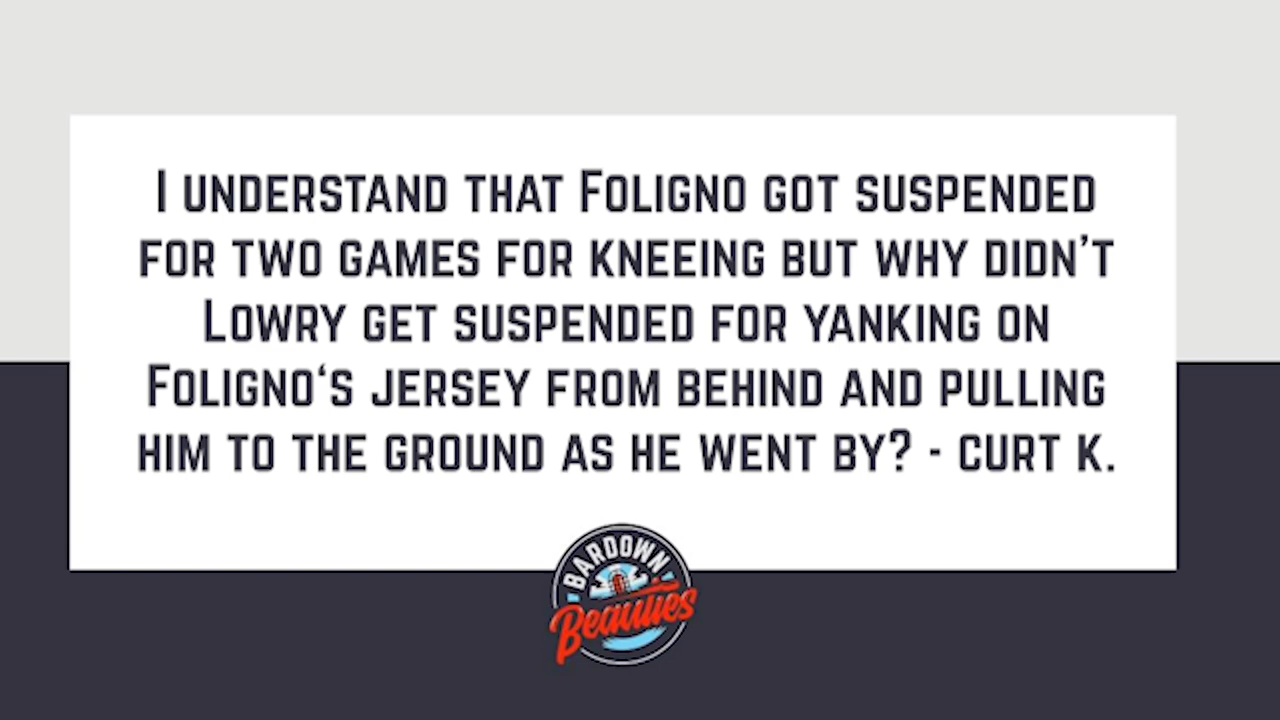 I understand that Foligno got suspended
for two games for kneeing but why didn’t
Lowry get suspended for yanking on
Foligno‘s jersey from behind and pulling
him to the ground as he went by? - curt k.
BARDOWN
Beauties